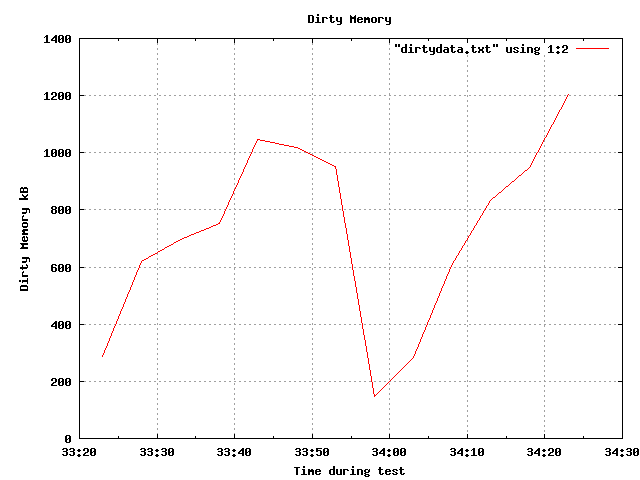 Dirty Memory
"dirtydata.txt" using 1:2
1400
1200
1000
800
600
400
200
0
Dirty Memory kB
33:20 33:30 33:40 33:50 34:00 34:10 34:20 34:30
Time during test